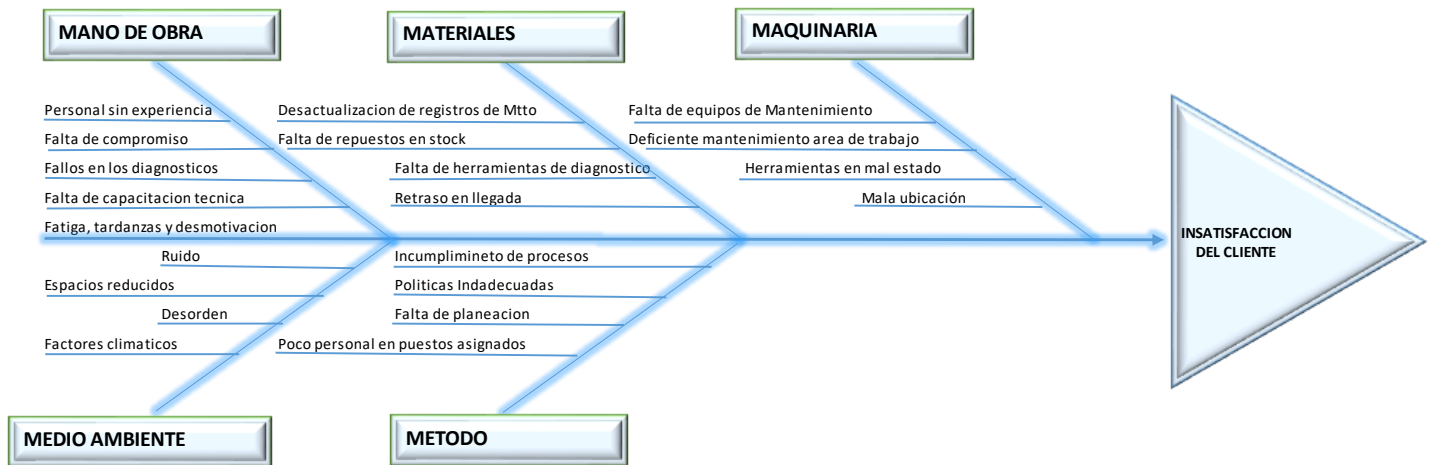 MANO DE OBRA
MATERIALES
MAQUINARIA
Personal sin experiencia
Falta de compromiso
Fallos en los diagnosticos
Falta de capacitacion tecnica
Fatiga, tardanzas y desmotivacion
Desactualizacion de registros de Mtto
Falta de repuestos en stock
Falta de herramientas de diagnostico
Retraso en llegada
Falta de equipos de Mantenimiento
Deficiente mantenimiento area de trabajo
Herramientas en mal estado
Mala ubicación
INSATISFACCION
DEL CLIENTE
Ruido
Espacios reducidos
Desorden
Factores climaticos
Incumplimineto de procesos
Politicas Indadecuadas
Falta de planeacion
Poco personal en puestos asignados
MEDIO AMBIENTE
METODO